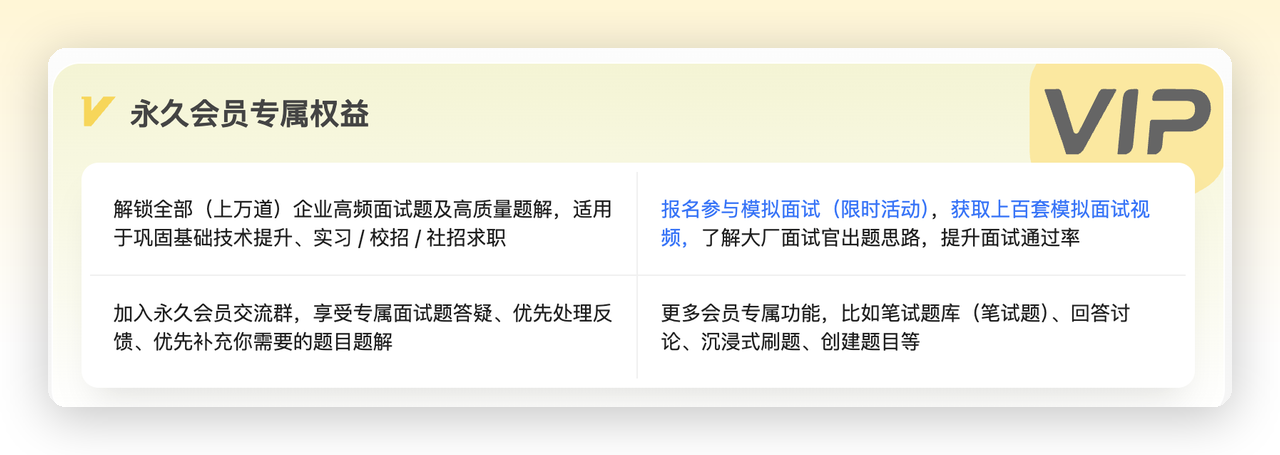 永久会员专属权益
VIP
解锁全部（上万道）企业高频面试题及高质量题解，适用
于巩固基础技术提升、实习 / 校招 / 社招求职
报名参与模拟面试（限时活动），获取上百套模拟面试视
频，了解大厂面试官出题思路，提升面试通过率
加入永久会员交流群，享受专属面试题答疑、优先处理反
馈、优先补充你需要的题目题解
更多会员专属功能，比如笔试题库（笔试题）、回答讨
论、沉浸式刷题、创建题目等